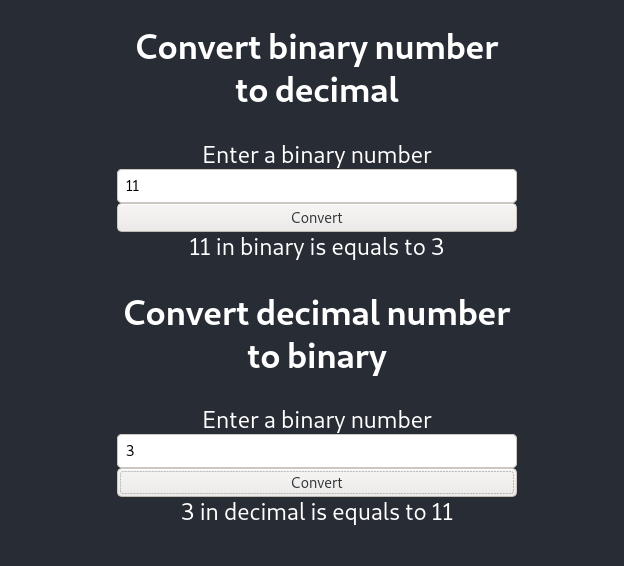 Convert binary number
to decimal
Enter a binary number
11
Convert
11 in binary is equals to 3
Convert decimal number
to binary
Enter a binary number
3
Convert
3 in decimal is equals to 11